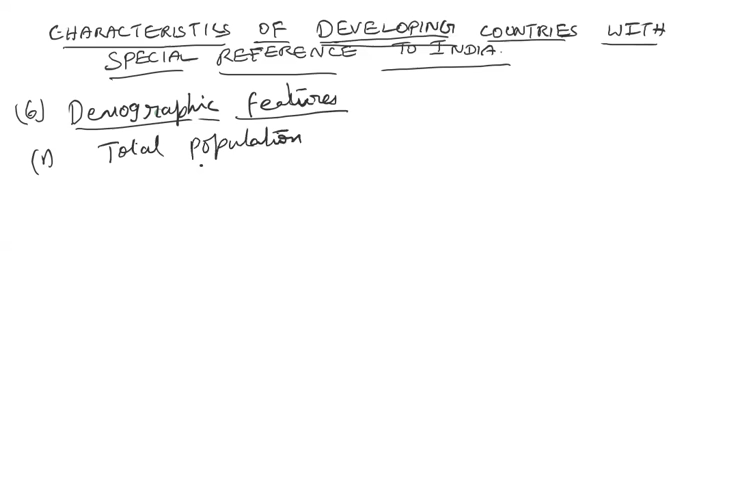 CHARACTERISTICS OF DEVELOPING COUNTRIES WITH
SPECIAL REFERENCE TO INDIA.
(6) Demographic features
(1) Total population